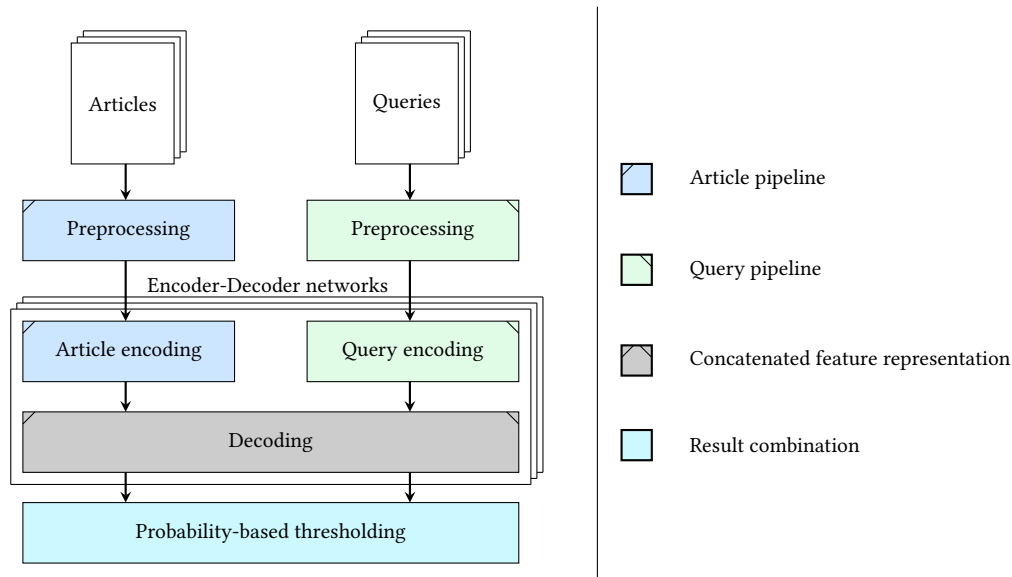 Articles
Queries
Preprocessing
Preprocessing
Encoder-Decoder networks
Article encoding
Query encoding
Decoding
Probability-based thresholding
Article pipeline
Query pipeline
Concatenated feature representation
Result combination